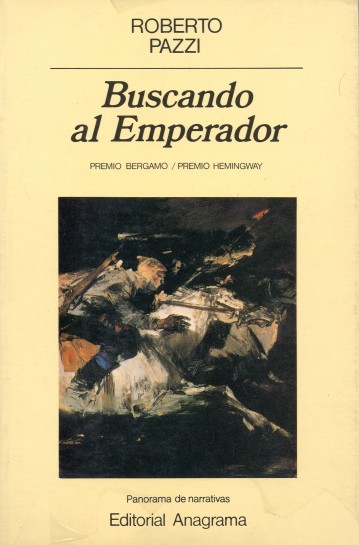 ROBERTO
PAZZI
Buscando
al Emperador
PREMIO BERGAMO / PREMIO HEMINGWAY
Panorama de narrativas
Editorial Anagrama